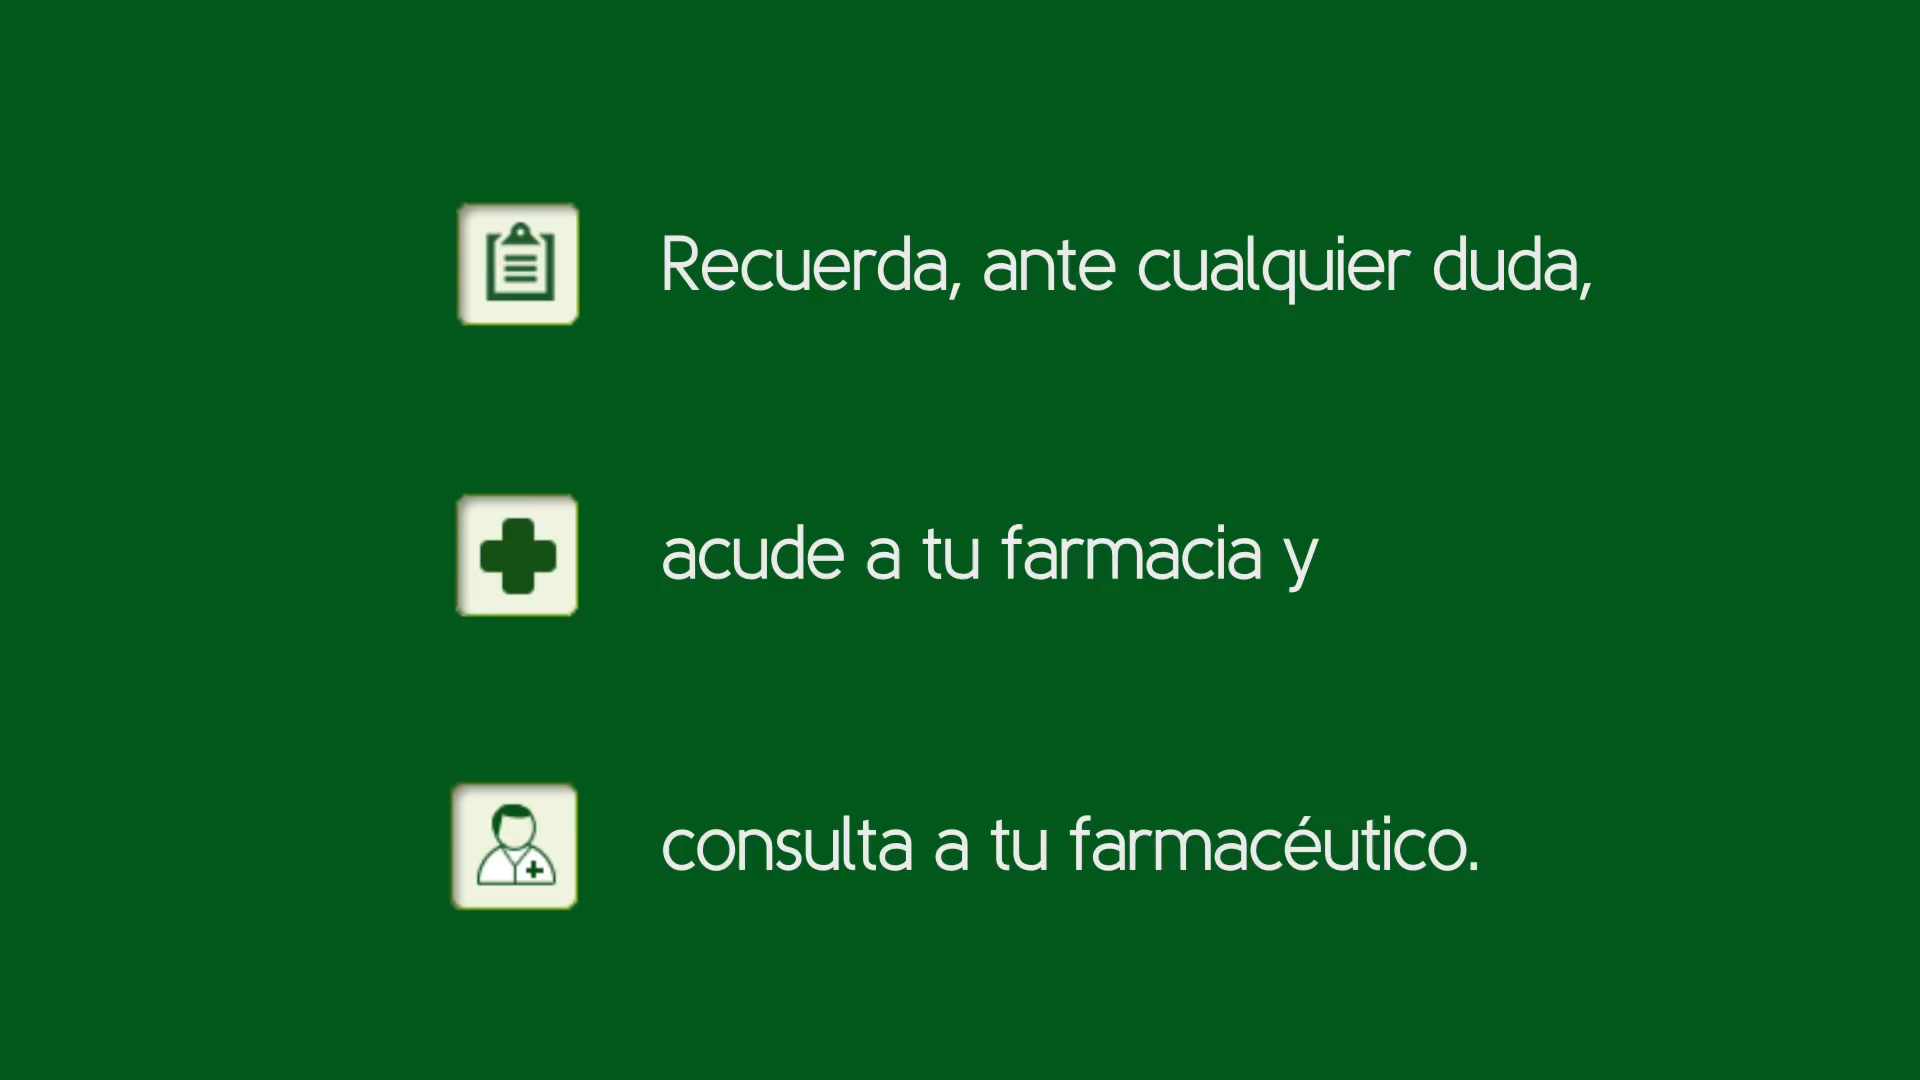 Recuerda, ante cualquier duda,
acude a tu farmacia y
consulta a tu farmacéutico.